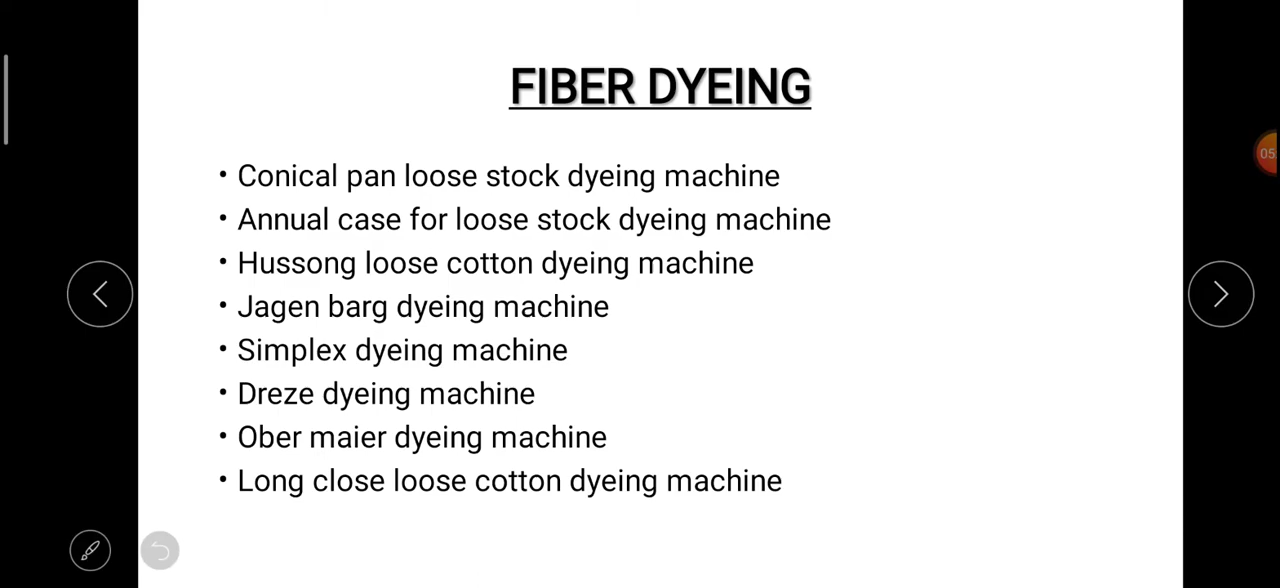 FIBER DYEING
• Conical pan loose stock dyeing machine
• Annual case for loose stock dyeing machine
• Hussong loose cotton dyeing machine
• Jagen barg dyeing machine
• Simplex dyeing machine
• Dreze dyeing machine
• Ober maier dyeing machine
• Long close loose cotton dyeing machine